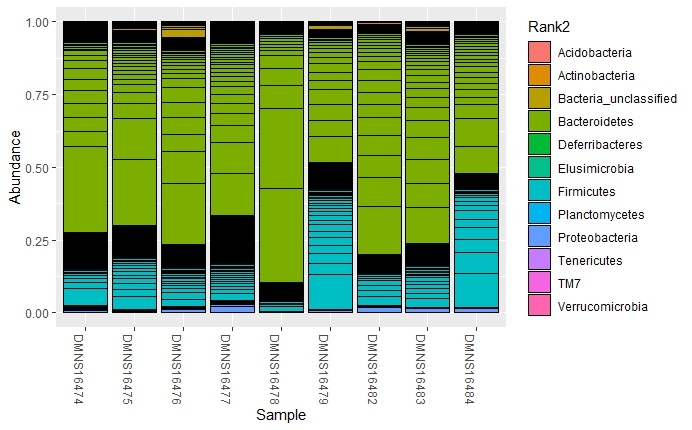 1.00
0.75
0.50
0.25
0.00
Abundance
DMNS16474
DMNS16475
DMNS16476
DMNS16477
DMNS16478
DMNS16479
DMNS16482
DMNS16483
DMNS16484
Sample
Rank2
Acidobacteria
Actinobacteria
Bacteria_unclassified
Bacteroidetes
Deferribacteres
Elusimicrobia
Firmicutes
Planctomycetes
Proteobacteria
Tenericutes
TM7
Verrucomicrobia